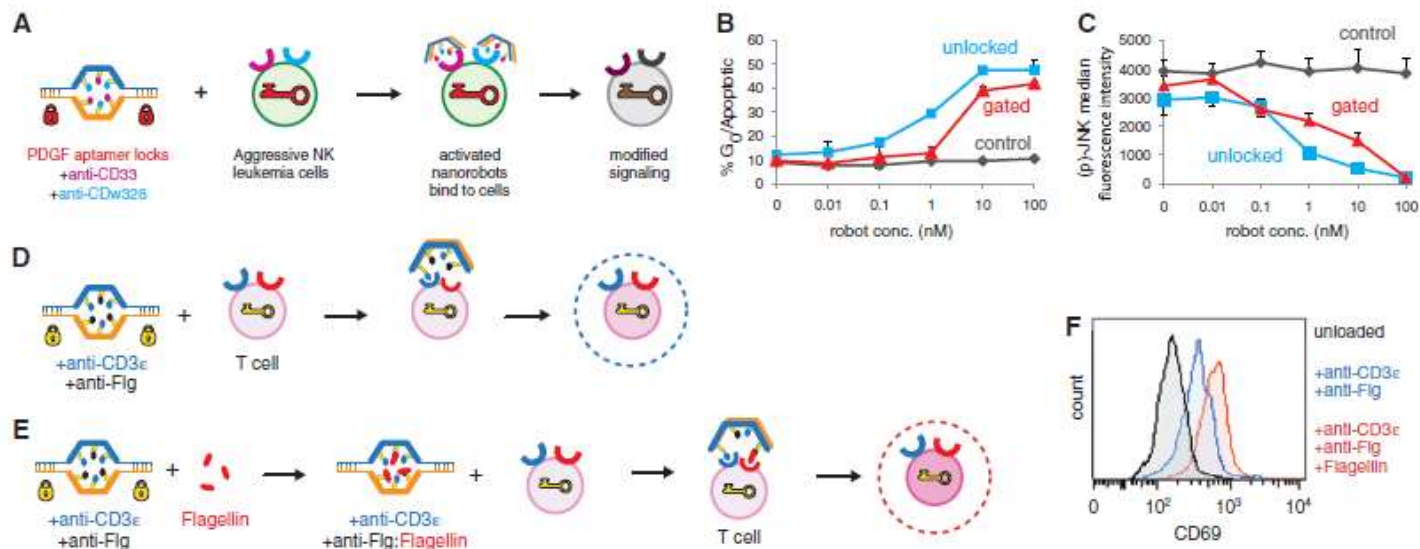 A
PDGF aptamer locks
+anti-CD33
+anti-CDw328
+
Aggressive NK
leukemia cells
activated
nanorobots
bind to cells
modified
signaling
B
% G0/Apoptotic
60
50
40
30
20
10
0
unlocked
gated
control
0 0.01 0.1 1 10 100
robot conc. (nM)
C
(p)-JNK median
fluorescence intensity
5000
4000
3000
2000
1000
0
control
gated
unlocked
0 0.01 0.1 1 10 100
robot conc. (nM)
D
+anti-CD3ε
+anti-Flg
+
T cell
E
+anti-CD3ε
+anti-Flg
+
Flagellin
+anti-CD3ε
+anti-Flg:Flagellin
+
T cell
F
count
0 10² 10³ 10⁴
CD69
unloaded
+anti-CD3ε
+anti-Flg
+anti-CD3ε
+anti-Flg
+Flagellin